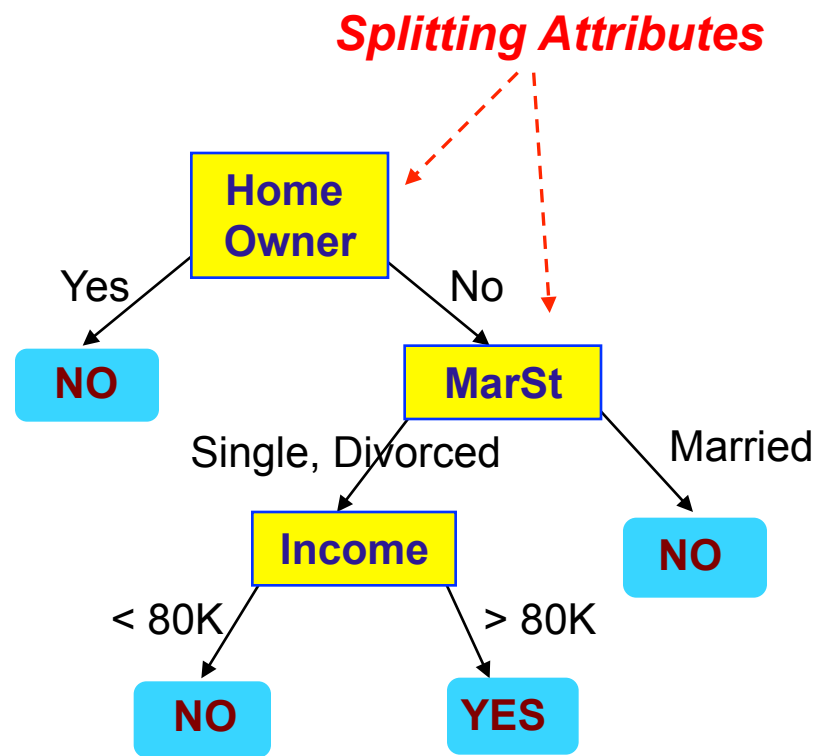 Splitting Attributes
Home
Owner
Yes
No
NO
MarSt
Single, Divorced
Married
Income
NO
< 80K
> 80K
NO
YES